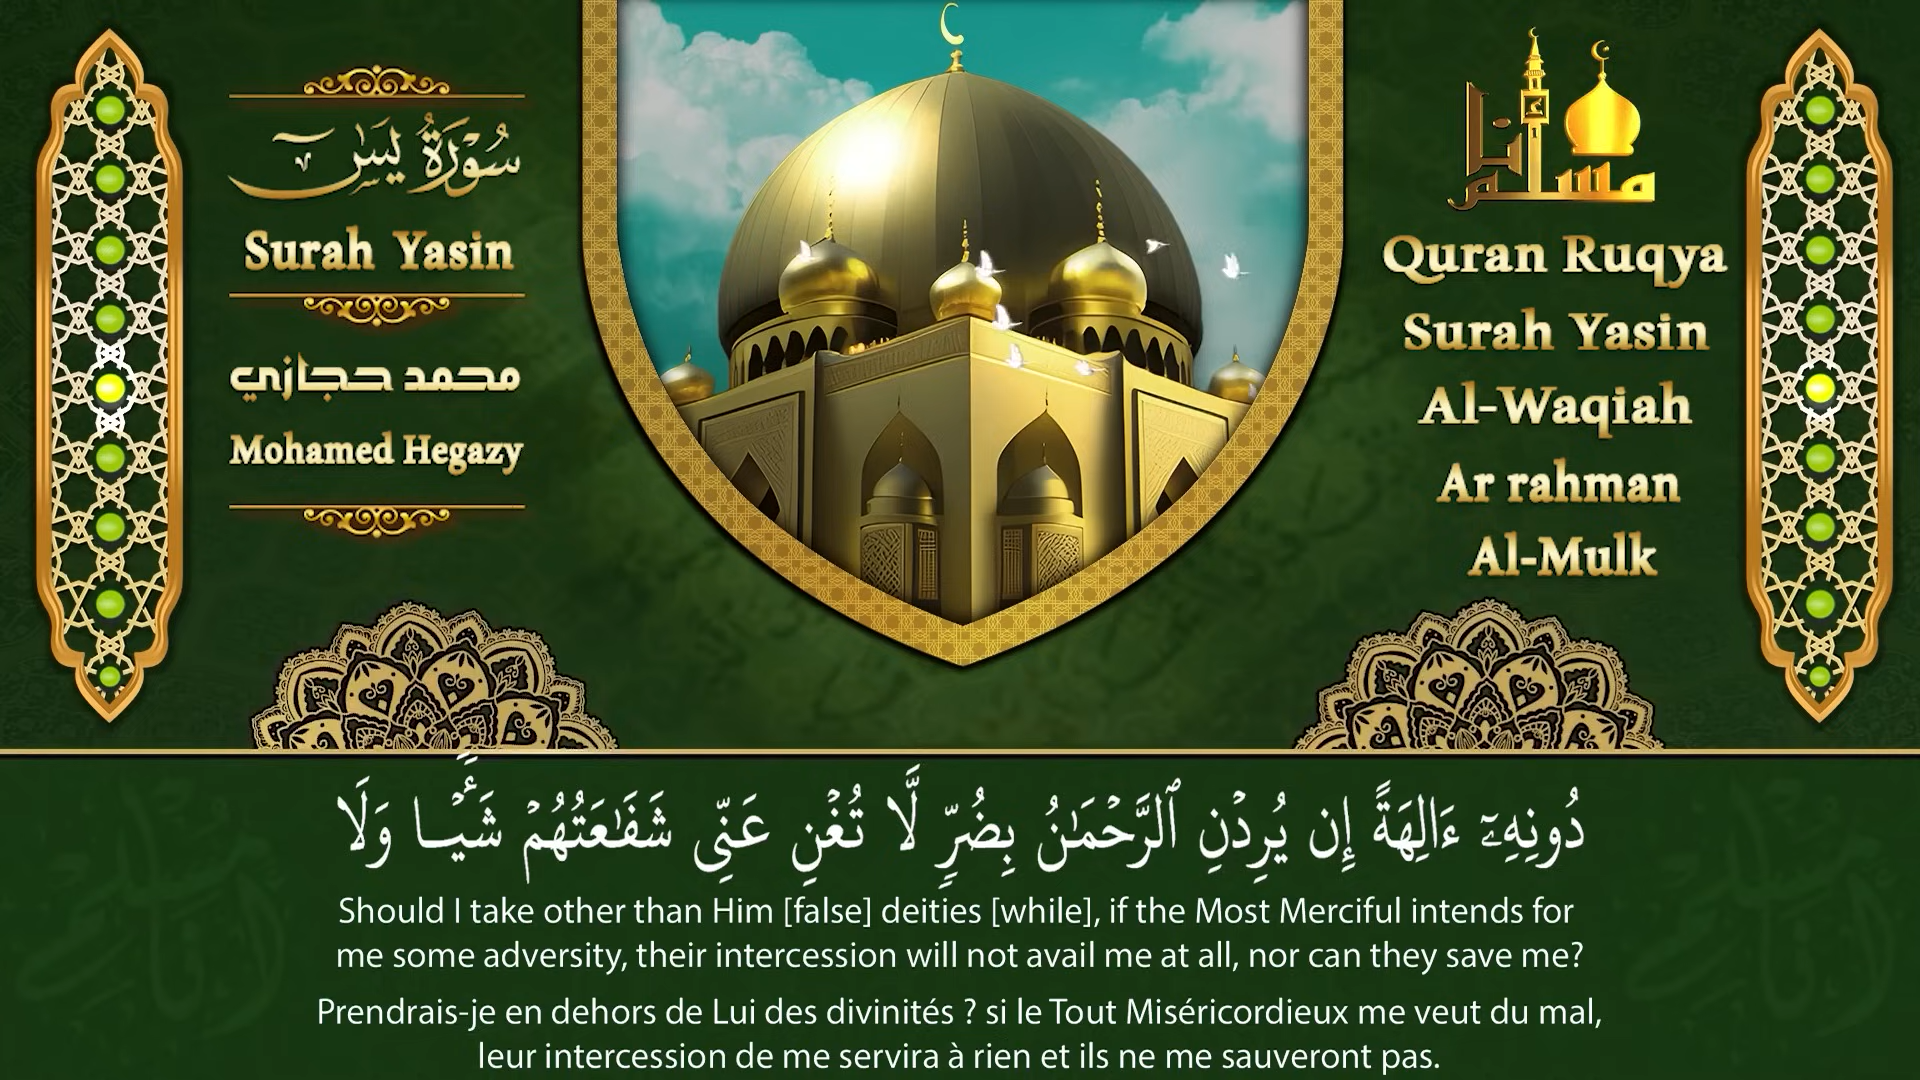 سُورَةُ يسٓ
Surah Yasin
محمد حجازي
Mohamed Hegazy
أنا مسلم
Quran Ruqya
Surah Yasin
Al-Waqiah
Ar rahman
Al-Mulk
دُونِهِۦٓ ءَالِهَةً إِن يُرِدْنِ ٱلرَّحْمَٰنُ بِضُرٍّ لَّا تُغْنِ عَنِّى شَفَٰعَتُهُمْ شَيْـًٔا وَلَا
Should I take other than Him [false] deities [while], if the Most Merciful intends for
me some adversity, their intercession will not avail me at all, nor can they save me?
Prendrais-je en dehors de Lui des divinités ? si le Tout Miséricordieux me veut du mal,
leur intercession de me servira à rien et ils ne me sauveront pas.